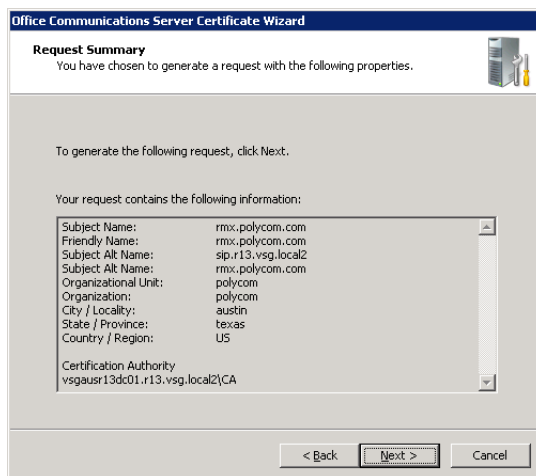 Office Communications Server Certificate Wizard
Request Summary
You have chosen to generate a request with the following properties.
To generate the following request, click Next.
Your request contains the following information:
Subject Name: rmx.polycom.com
Friendly Name: rmx.polycom.com
Subject Alt Name: sip.r13.vsg.local2
Subject Alt Name: rmx.polycom.com
Organizational Unit: polycom
Organization: polycom
City / Locality: austin
State / Province: texas
Country / Region: US
Certification Authority
vsgausr13dc01.r13.vsg.local2\CA
< Back Next > Cancel